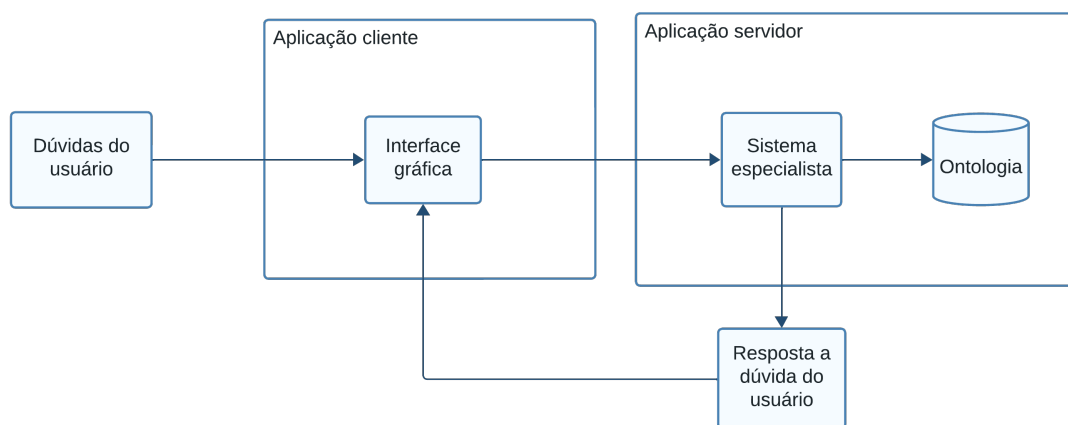 Aplicação cliente
Aplicação servidor
Dúvidas do
usuário
Interface
gráfica
Sistema
especialista
Ontologia
Resposta a
dúvida do
usuário